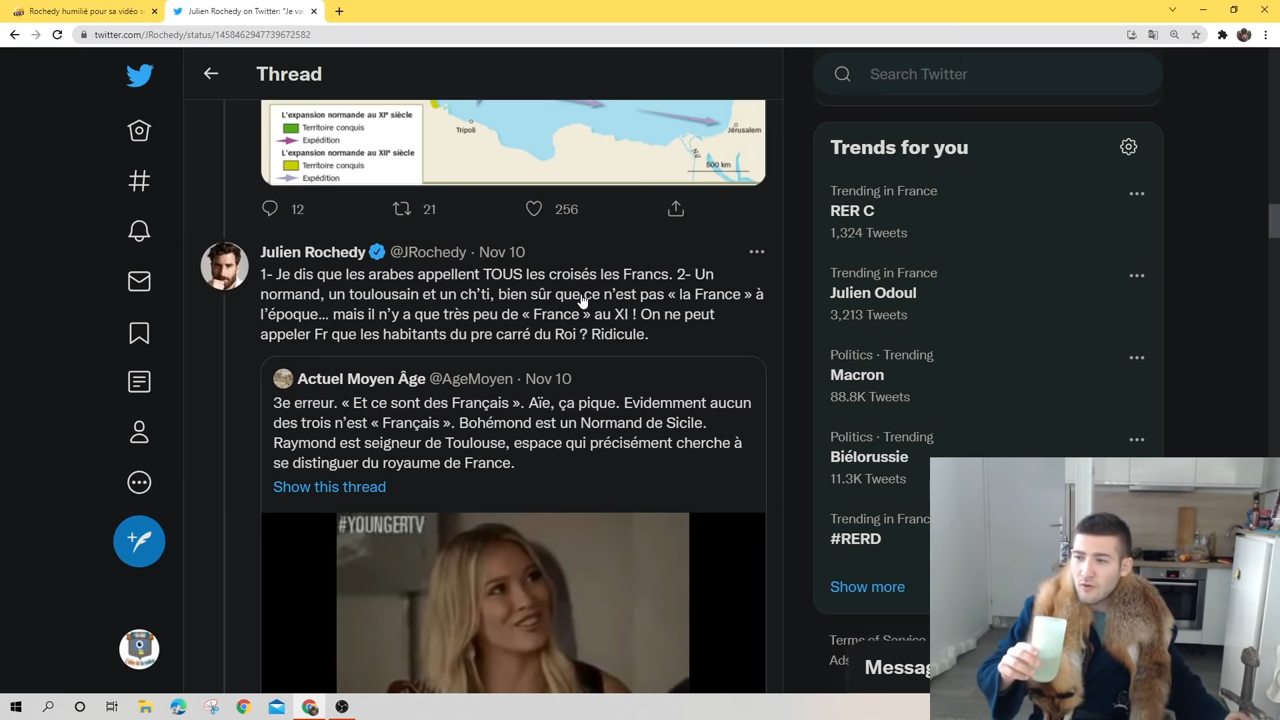 Rochedy humilié pour sa vidéo s
Julien Rochedy on Twitter: "Je va
twitter.com/JRochedy/status/1458462947739672582
Thread
L'expansion normande au XIᵉ siècle
Territoire conquis
Expédition
L'expansion normande au XIIᵉ siècle
Territoire conquis
Expédition
Tripoli
Jérusalem
Nil
500 km
12
21
256
Julien Rochedy @JRochedy · Nov 10
1- Je dis que les arabes appellent TOUS les croisés les Francs. 2- Un
normand, un toulousain et un ch'ti, bien sûr que ce n'est pas « la France » à
l'époque... mais il n'y a que très peu de « France » au XI ! On ne peut
appeler Fr que les habitants du pre carré du Roi ? Ridicule.
Actuel Moyen Âge @AgeMoyen · Nov 10
3e erreur. « Et ce sont des Français ». Aïe, ça pique. Evidemment aucun
des trois n'est « Français ». Bohémond est un Normand de Sicile.
Raymond est seigneur de Toulouse, espace qui précisément cherche à
se distinguer du royaume de France.
Show this thread
#YOUNGERTV
Search Twitter
Trends for you
Trending in France
RER C
1,324 Tweets
Trending in France
Julien Odoul
3,213 Tweets
Politics · Trending
Macron
88.8K Tweets
Politics · Trending
Biélorussie
11.3K Tweets
Trending in Franc
#RERD
Show more
Terms of Service
Ads
Messag